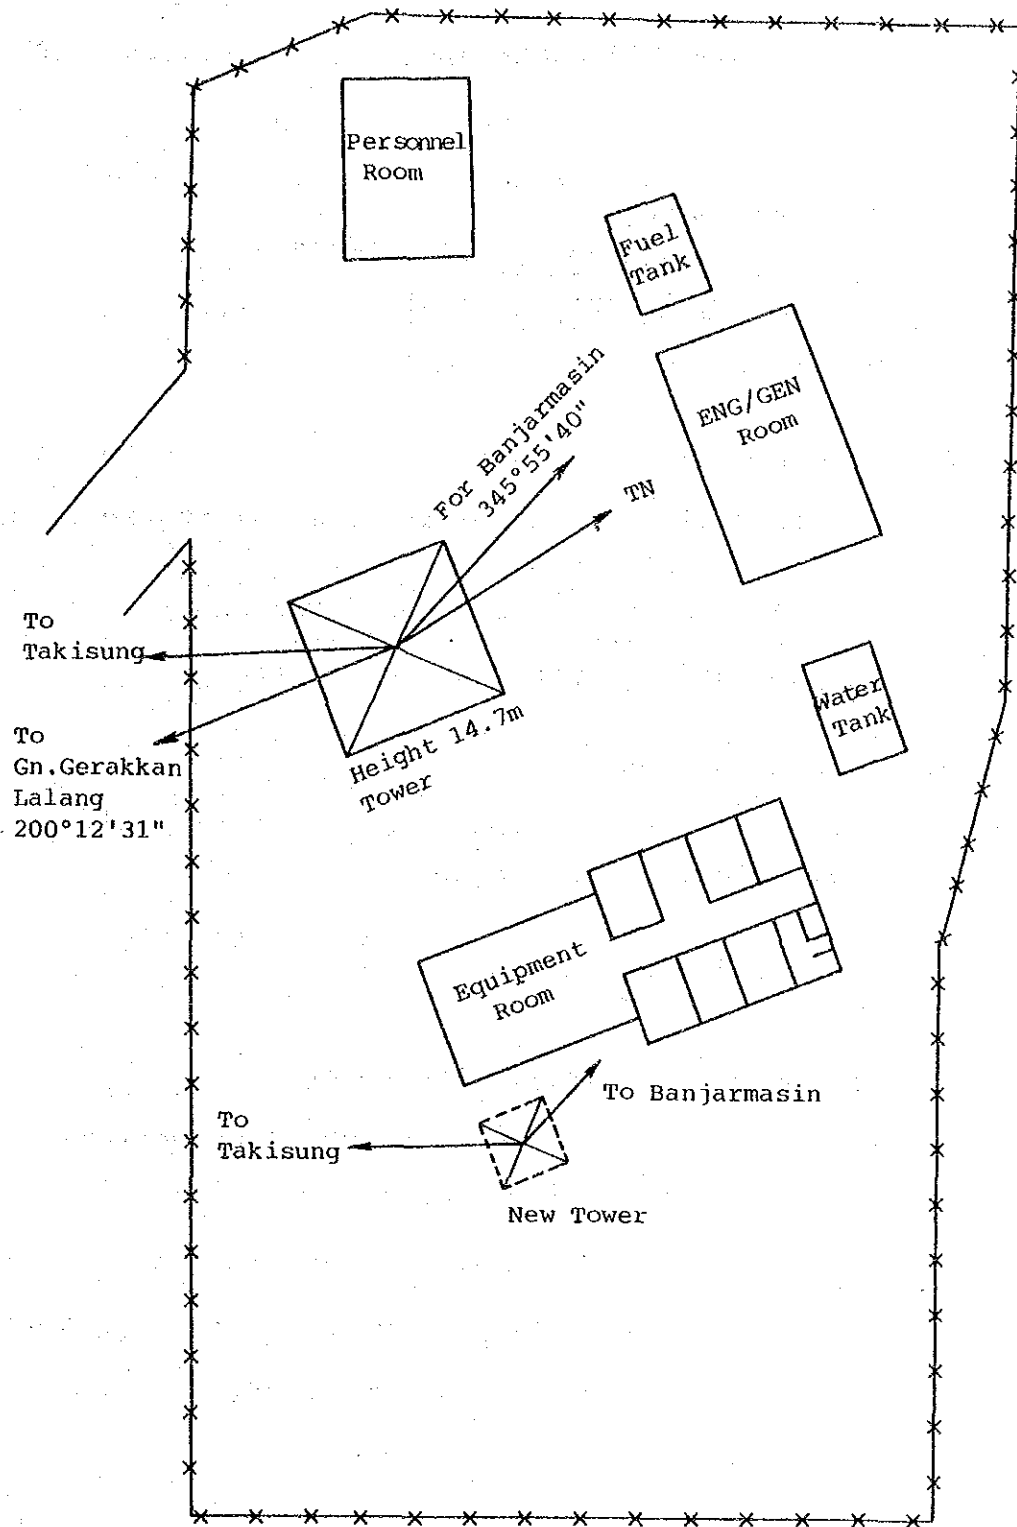 Personnel
Room
Fuel
Tank
ENG/GEN
Room
For Banjarmasin
345°55'40"
TN
To
Takisung
To
Gn.Gerakkan
Lalang
200°12'31"
Height 14.7m
Tower
Water
Tank
Equipment
Room
To Banjarmasin
To
Takisung
New Tower